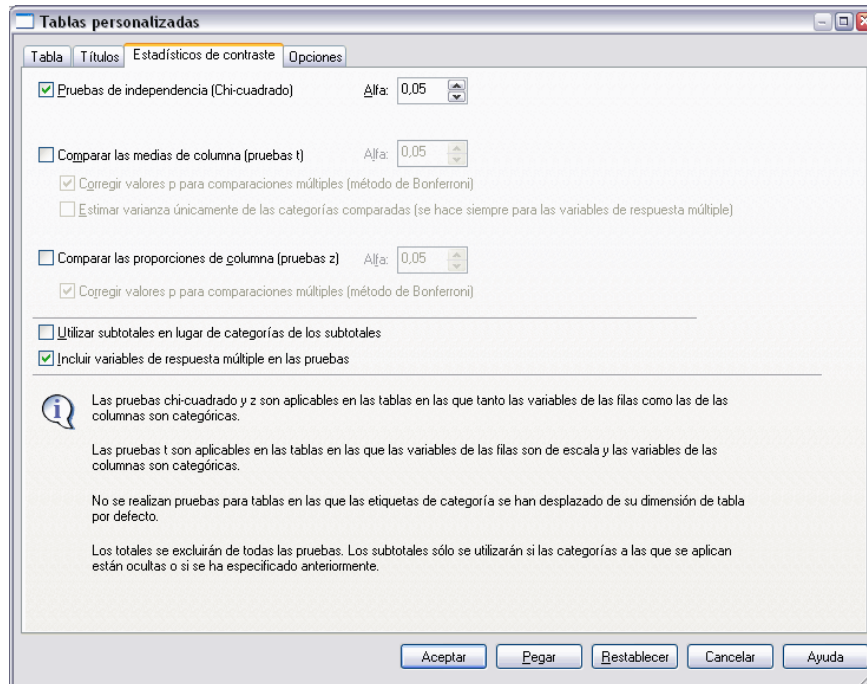 Tablas personalizadas
Tabla Títulos Estadísticos de contraste Opciones
Pruebas de independencia (Chi-cuadrado) Alfa: 0,05
Comparar las medias de columna (pruebas t) Alfa: 0,05
Corregir valores p para comparaciones múltiples (método de Bonferroni)
Estimar varianza únicamente de las categorías comparadas (se hace siempre para las variables de respuesta múltiple)
Comparar las proporciones de columna (pruebas z) Alfa: 0,05
Corregir valores p para comparaciones múltiples (método de Bonferroni)
Utilizar subtotales en lugar de categorías de los subtotales
Incluir variables de respuesta múltiple en las pruebas
Las pruebas chi-cuadrado y z son aplicables en las tablas en las que tanto las variables de las filas como las de las
columnas son categóricas.
Las pruebas t son aplicables en las tablas en las que las variables de las filas son de escala y las variables de las
columnas son categóricas.
No se realizan pruebas para tablas en las que las etiquetas de categoría se han desplazado de su dimensión de tabla
por defecto.
Los totales se excluirán de todas las pruebas. Los subtotales sólo se utilizarán si las categorías a las que se aplican
están ocultas o si se ha especificado anteriormente.
Aceptar Pegar Restablecer Cancelar Ayuda